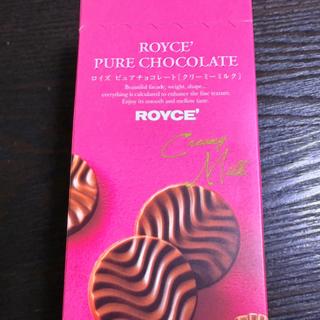 ROYCE'
PURE CHOCOLATE
ロイズ ピュアチョコレート[クリーミーミルク]
Beautiful facade, weight, shape...
everything is calculated to enhance the fine texture.
Enjoy its smooth and mellow taste.
ROYCE'
Creamy
Milk